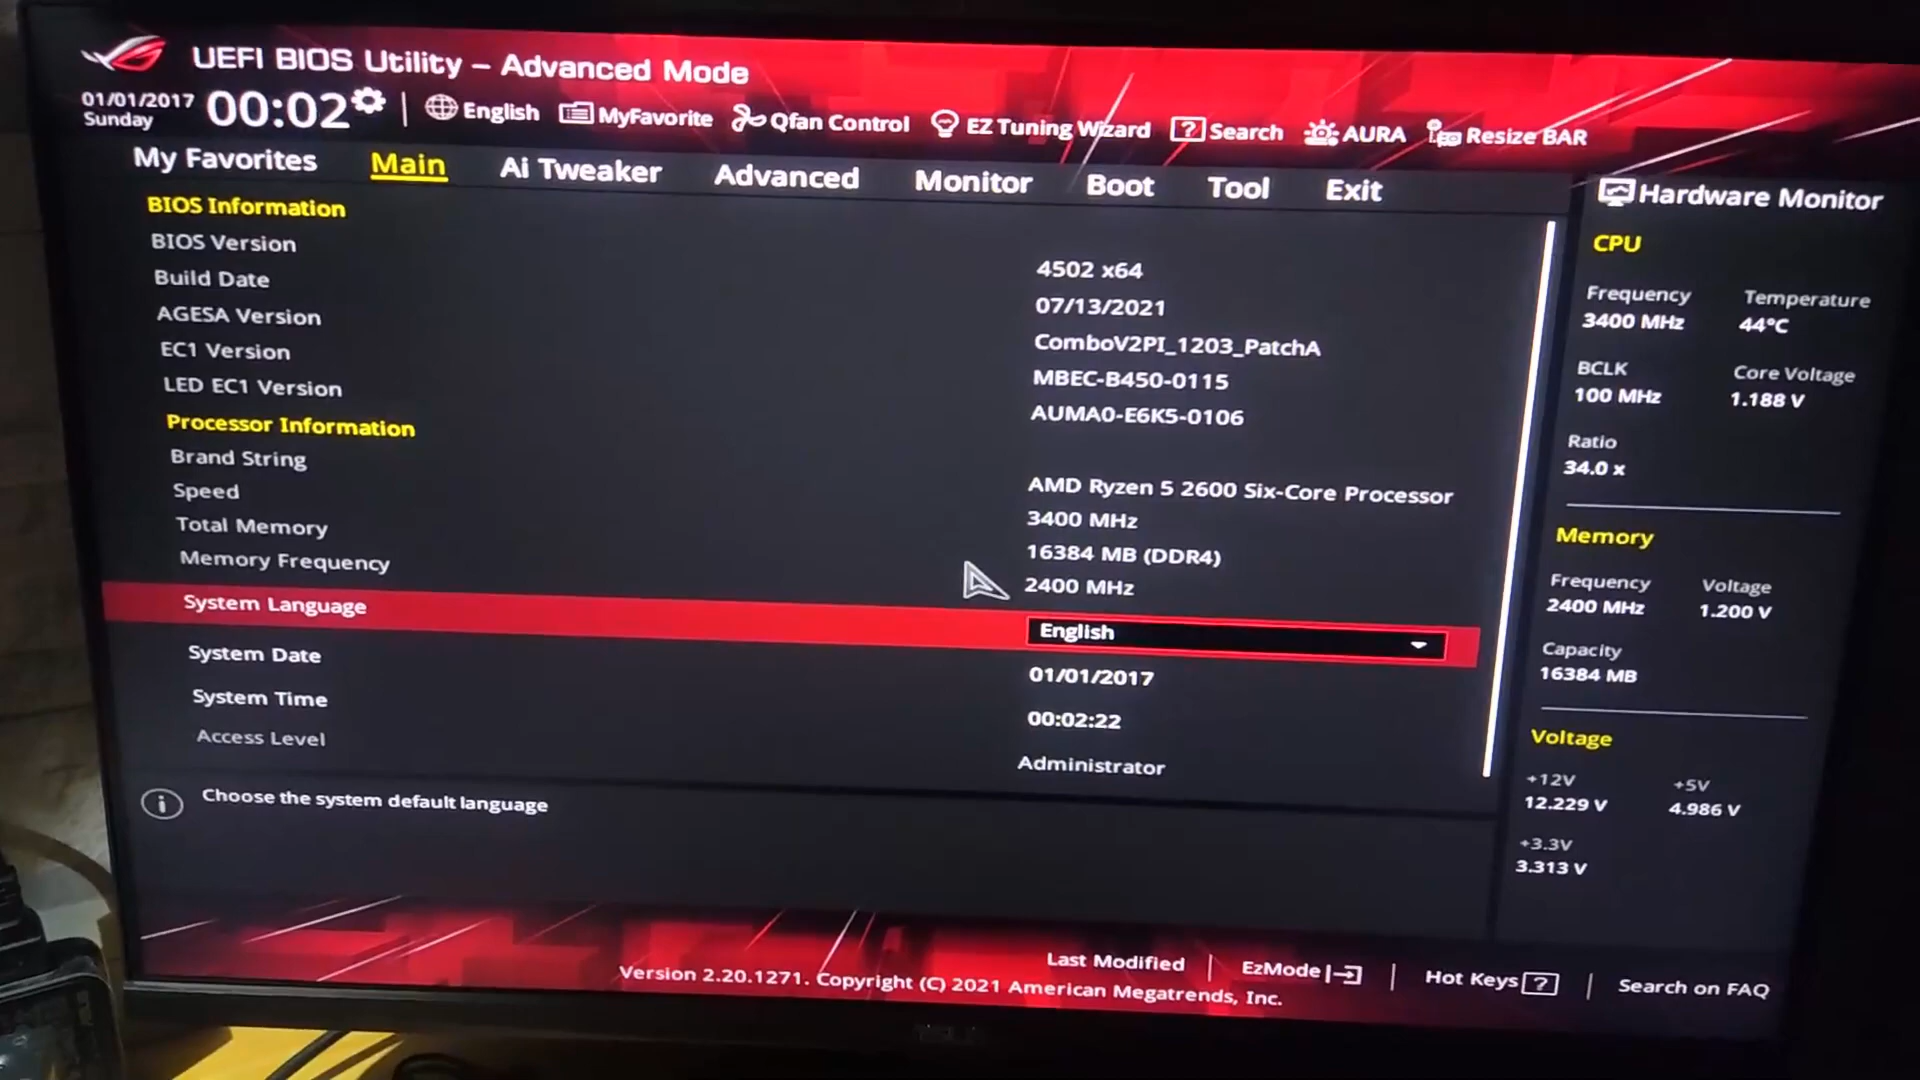 UEFI BIOS Utility – Advanced Mode
01/01/2017
Sunday
00:02
English
MyFavorite
Qfan Control
EZ Tuning Wizard
? Search
AURA
Resize BAR
My Favorites
Main
Ai Tweaker
Advanced
Monitor
Boot
Tool
Exit
BIOS Information
BIOS Version
4502 x64
Build Date
07/13/2021
AGESA Version
ComboV2PI_1203_PatchA
EC1 Version
MBEC-B450-0115
LED EC1 Version
AUMA0-E6K5-0106
Processor Information
Brand String
AMD Ryzen 5 2600 Six-Core Processor
Speed
3400 MHz
Total Memory
16384 MB (DDR4)
Memory Frequency
2400 MHz
System Language
English
System Date
01/01/2017
System Time
00:02:22
Access Level
Administrator
i Choose the system default language
Hardware Monitor
CPU
Frequency Temperature
3400 MHz 44°C
BCLK Core Voltage
100 MHz 1.188 V
Ratio
34.0 x
Memory
Frequency Voltage
2400 MHz 1.200 V
Capacity
16384 MB
Voltage
+12V +5V
12.229 V 4.986 V
+3.3V
3.313 V
Last Modified
EzMode
Hot Keys ?
Search on FAQ
Version 2.20.1271. Copyright (C) 2021 American Megatrends, Inc.